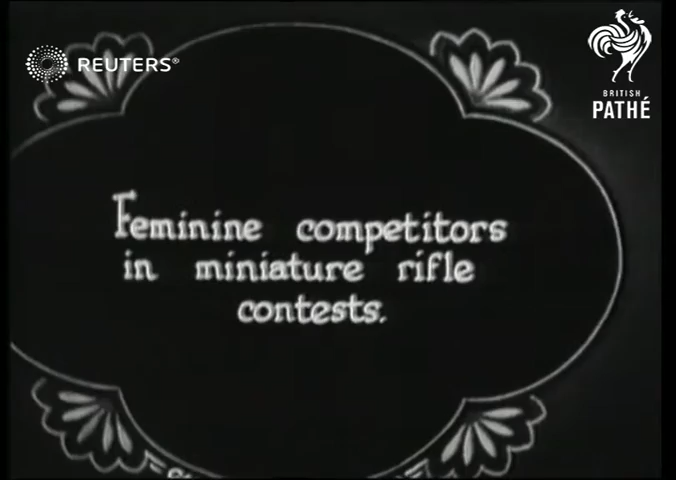 REUTERS®
BRITISH
PATHÉ
Feminine competitors
in miniature rifle
contests.